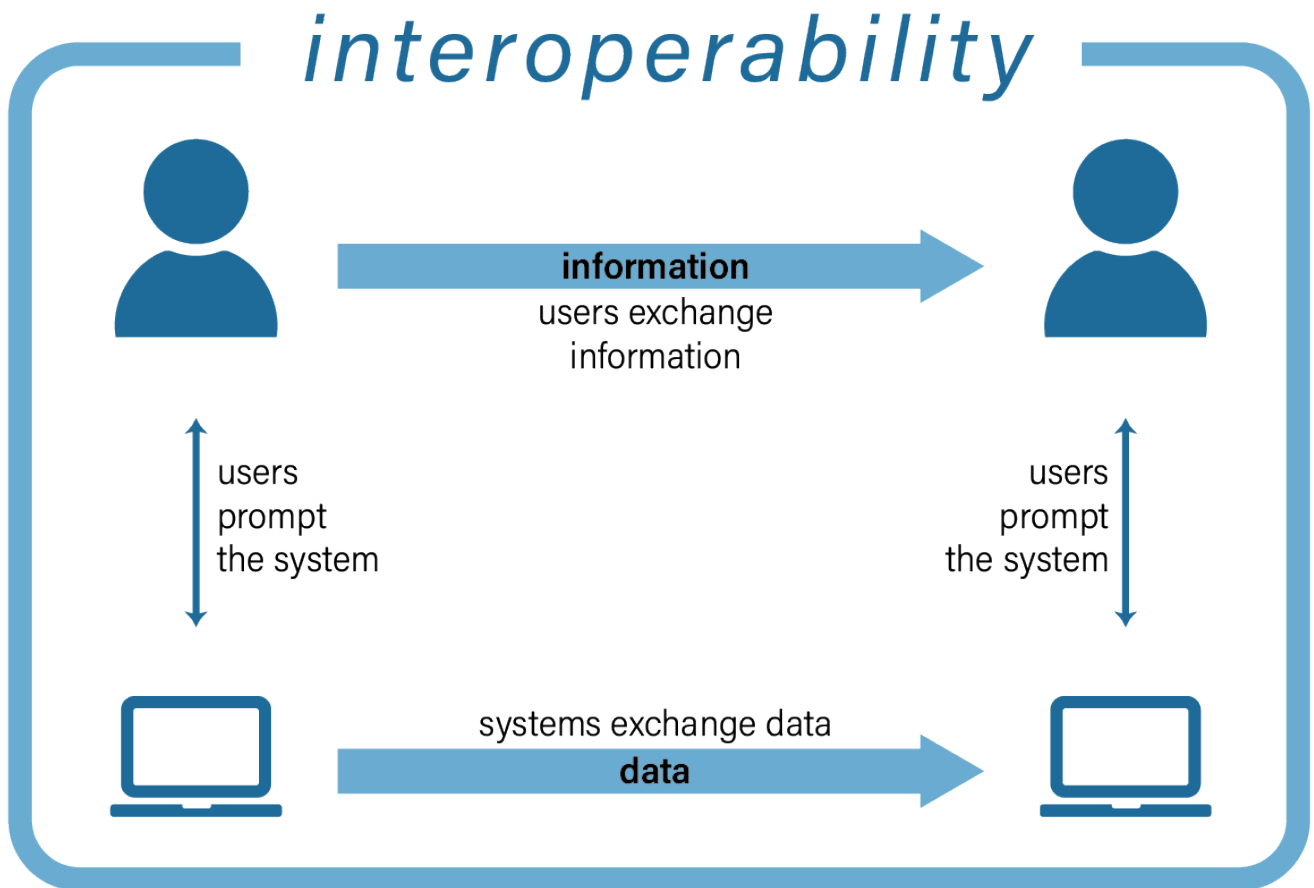 interoperability
information
users exchange
information
users
prompt
the system
users
prompt
the system
systems exchange data
data